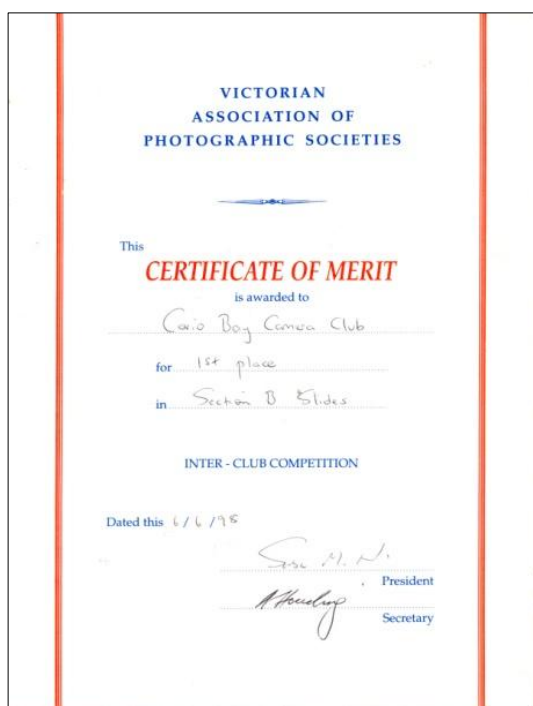 VICTORIAN
ASSOCIATION OF
PHOTOGRAPHIC SOCIETIES
This
CERTIFICATE OF MERIT
is awarded to
Corio Bay Camera Club
for 1st place
in Section B Slides
INTER - CLUB COMPETITION
Dated this 6/6/98
President
Secretary